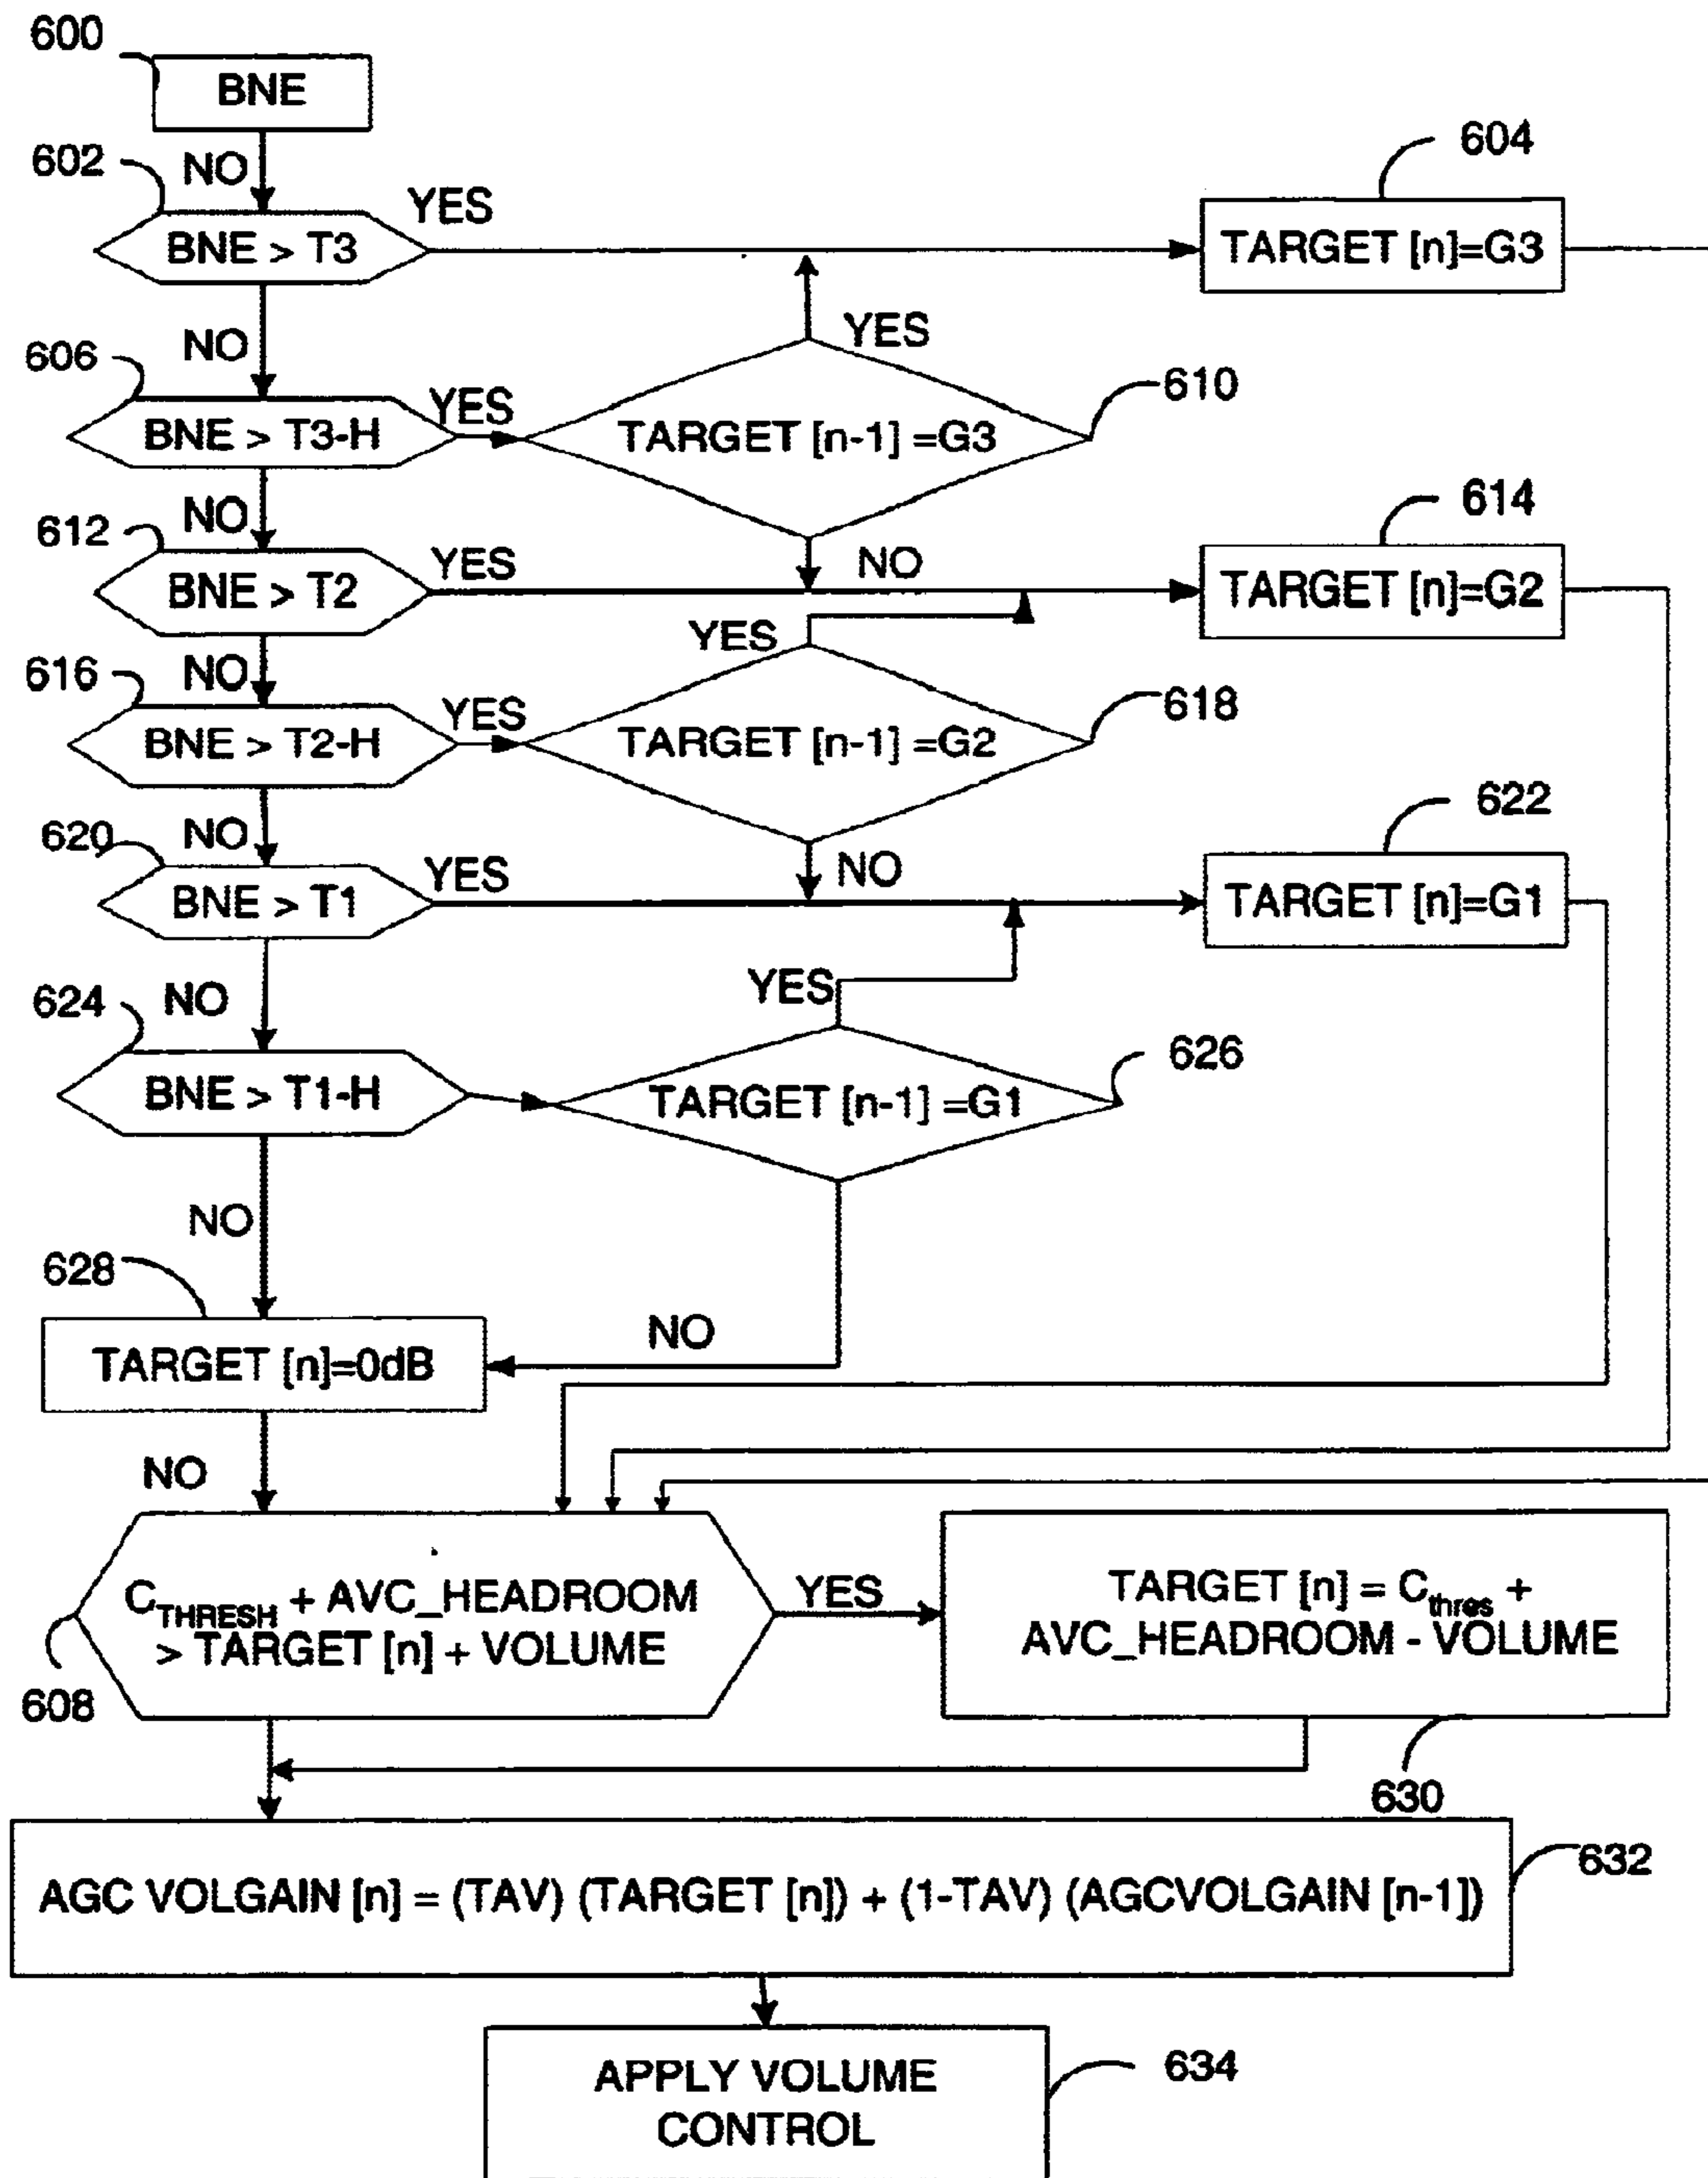 600
BNE
602
NO
YES
604
BNE > T3
TARGET [n]=G3
NO
YES
606
610
YES
BNE > T3-H
TARGET [n-1] =G3
NO
612
614
YES
NO
BNE > T2
TARGET [n]=G2
YES
NO
616
618
YES
BNE > T2-H
TARGET [n-1] =G2
622
620
NO
YES
NO
BNE > T1
TARGET [n]=G1
YES
624
NO
626
BNE > T1-H
TARGET [n-1] =G1
NO
628
NO
TARGET [n]=0dB
NO
CTHRESH + AVC_HEADROOM
> TARGET [n] + VOLUME
YES
TARGET [n] = Cthres +
AVC_HEADROOM - VOLUME
608
630
632
AGC VOLGAIN [n] = (TAV) (TARGET [n]) + (1-TAV) (AGCVOLGAIN [n-1])
634
APPLY VOLUME
CONTROL